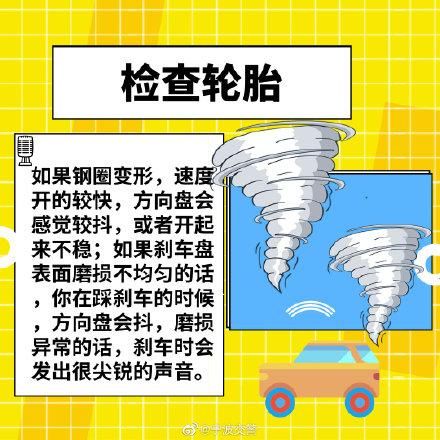 检查轮胎
如果钢圈变形，速度
开的较快，方向盘会
感觉较抖，或者开起
来不稳；如果刹车盘
表面磨损不均匀的话
，你在踩刹车的时候
，方向盘会抖，磨损
异常的话，刹车时会
发出很尖锐的声音。
@宁波交警